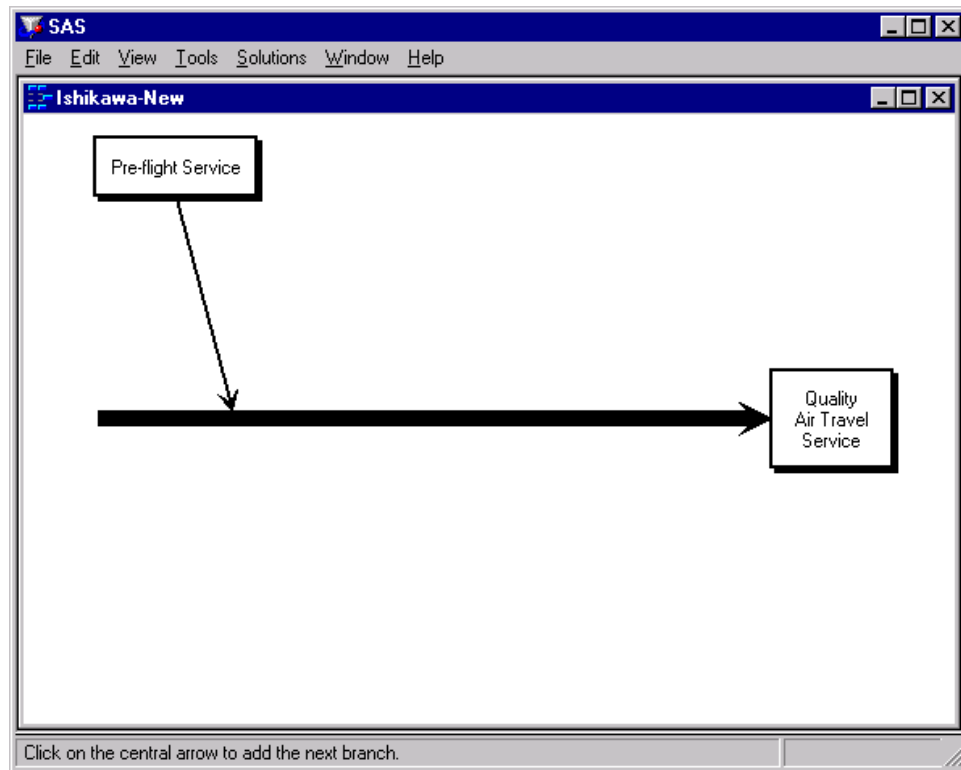 SAS
File Edit View Tools Solutions Window Help
Ishikawa-New
Pre-flight Service
Quality
Air Travel
Service
Click on the central arrow to add the next branch.